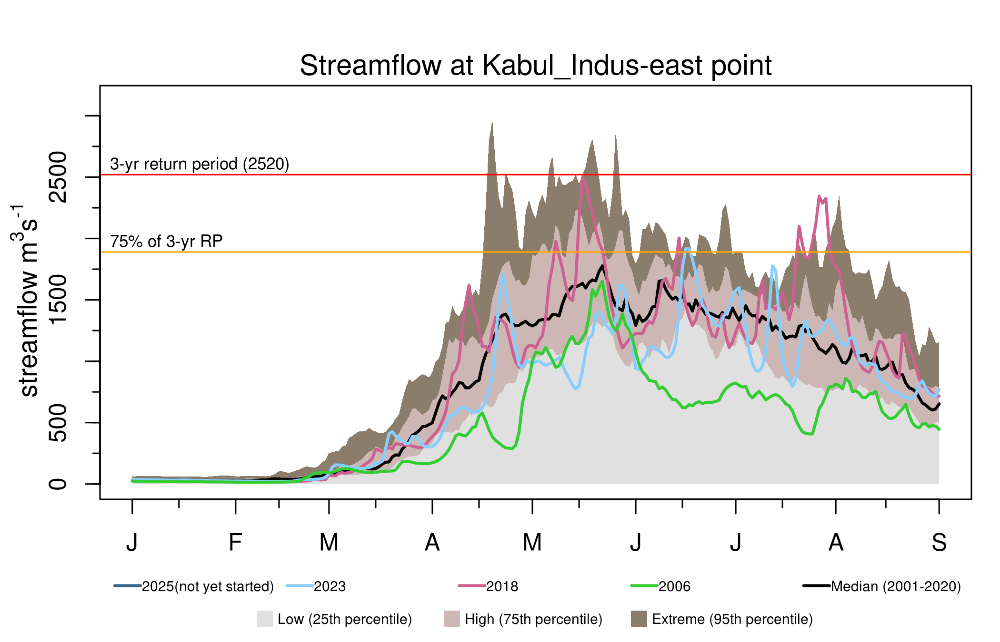 Streamflow at Kabul_Indus-east point
streamflow m³s⁻¹
2500
1500
500
0
3-yr return period (2520)
75% of 3-yr RP
J F M A M J J A S
2025(not yet started) 2023 2018 2006 Median (2001-2020)
Low (25th percentile) High (75th percentile) Extreme (95th percentile)